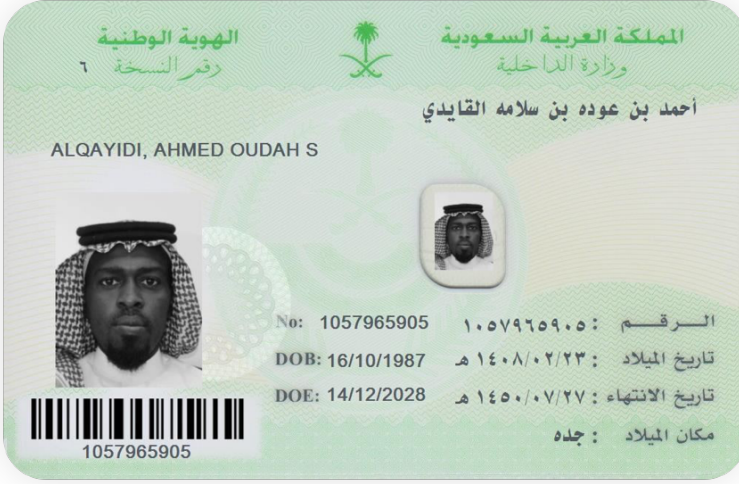 المملكة العربية السعودية
وزارة الداخلية
الهوية الوطنية
رقم النسخة ٦
أحمد بن عوده بن سلامه القايدي
ALQAYIDI, AHMED OUDAH S
الرقم : ١٠٥٧٩٦٥٩٠٥ No: 1057965905
تاريخ الميلاد : ١٤٠٨/٠٢/٢٣ هـ DOB: 16/10/1987
تاريخ الانتهاء : ١٤٥٠/٠٧/٢٧ هـ DOE: 14/12/2028
مكان الميلاد : جده
1057965905